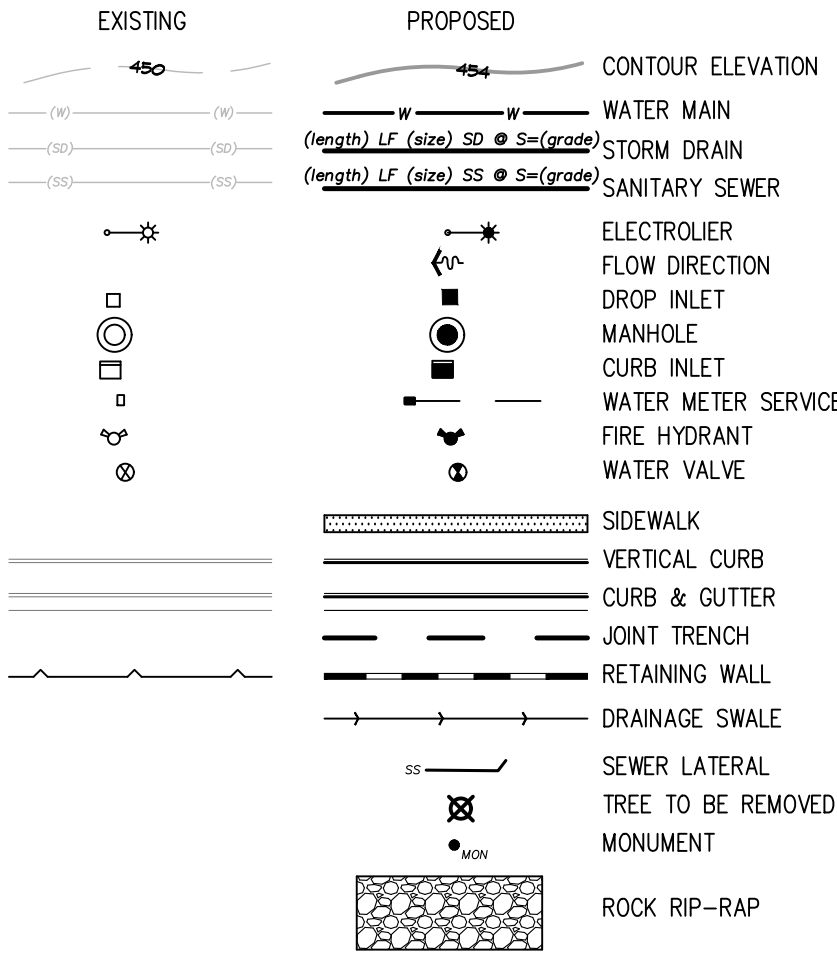 EXISTING PROPOSED
450 454 CONTOUR ELEVATION
(W) (W) W W WATER MAIN
(SD) (SD) (length) LF (size) SD @ S=(grade) STORM DRAIN
(SS) (SS) (length) LF (size) SS @ S=(grade) SANITARY SEWER
ELECTROLIER
FLOW DIRECTION
DROP INLET
MANHOLE
CURB INLET
WATER METER SERVICE
FIRE HYDRANT
WATER VALVE
SIDEWALK
VERTICAL CURB
CURB & GUTTER
JOINT TRENCH
RETAINING WALL
DRAINAGE SWALE
SS SEWER LATERAL
TREE TO BE REMOVED
MON MONUMENT
ROCK RIP-RAP